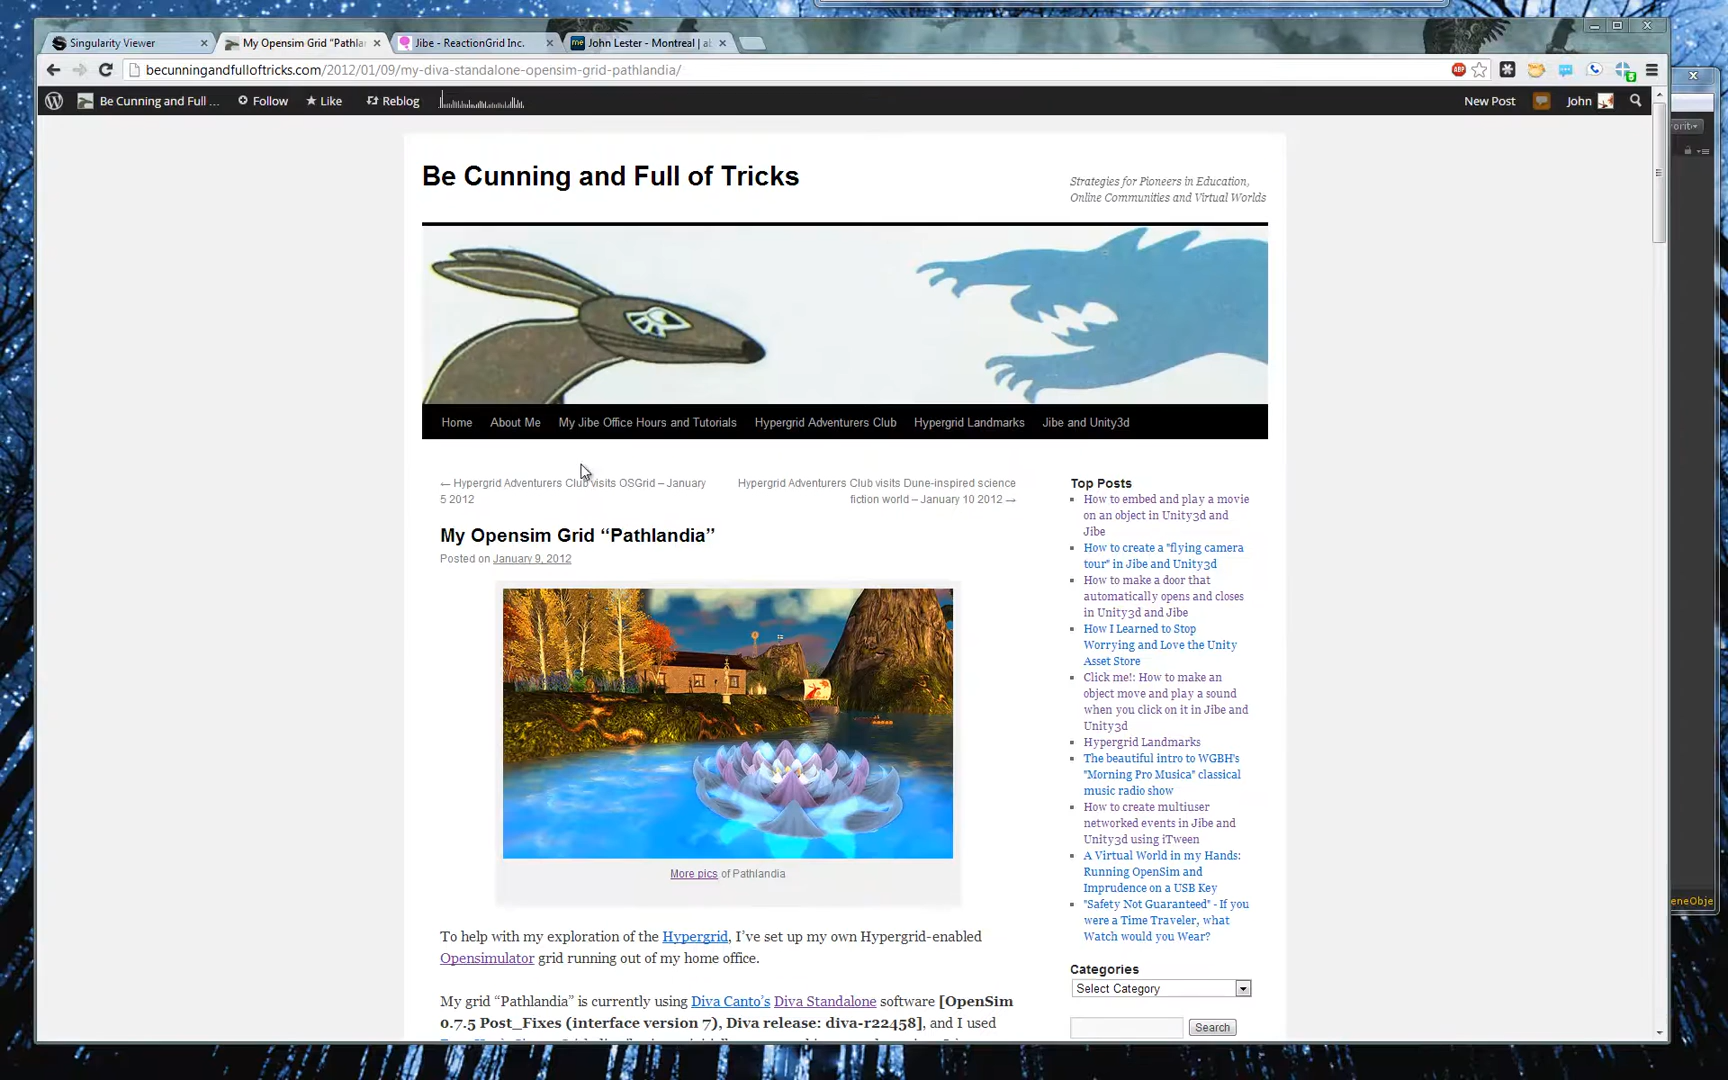 Singularity Viewer
My Opensim Grid "Pathla
Jibe - ReactionGrid Inc.
John Lester - Montreal | a
becunningandfulloftricks.com/2012/01/09/my-diva-standalone-opensim-grid-pathlandia/
Be Cunning and Full ...
Follow
Like
Reblog
New Post
John
Be Cunning and Full of Tricks
Strategies for Pioneers in Education,
Online Communities and Virtual Worlds
Home
About Me
My Jibe Office Hours and Tutorials
Hypergrid Adventurers Club
Hypergrid Landmarks
Jibe and Unity3d
← Hypergrid Adventurers Club visits OSGrid – January
5 2012
Hypergrid Adventurers Club visits Dune-inspired science
fiction world – January 10 2012 →
My Opensim Grid “Pathlandia”
Posted on January 9, 2012
More pics of Pathlandia
To help with my exploration of the Hypergrid, I’ve set up my own Hypergrid-enabled
Opensimulator grid running out of my home office.
My grid “Pathlandia” is currently using Diva Canto’s Diva Standalone software [OpenSim
0.7.5 Post_Fixes (interface version 7), Diva release: diva-r22458], and I used
Top Posts
How to embed and play a movie
on an object in Unity3d and
Jibe
How to create a "flying camera
tour" in Jibe and Unity3d
How to make a door that
automatically opens and closes
in Unity3d and Jibe
How I Learned to Stop
Worrying and Love the Unity
Asset Store
Click me!: How to make an
object move and play a sound
when you click on it in Jibe and
Unity3d
Hypergrid Landmarks
The beautiful intro to WGBH's
"Morning Pro Musica" classical
music radio show
How to create multiuser
networked events in Jibe and
Unity3d using iTween
A Virtual World in my Hands:
Running OpenSim and
Imprudence on a USB Key
"Safety Not Guaranteed" - If you
were a Time Traveler, what
Watch would you Wear?
Categories
Select Category
Search
eneObje